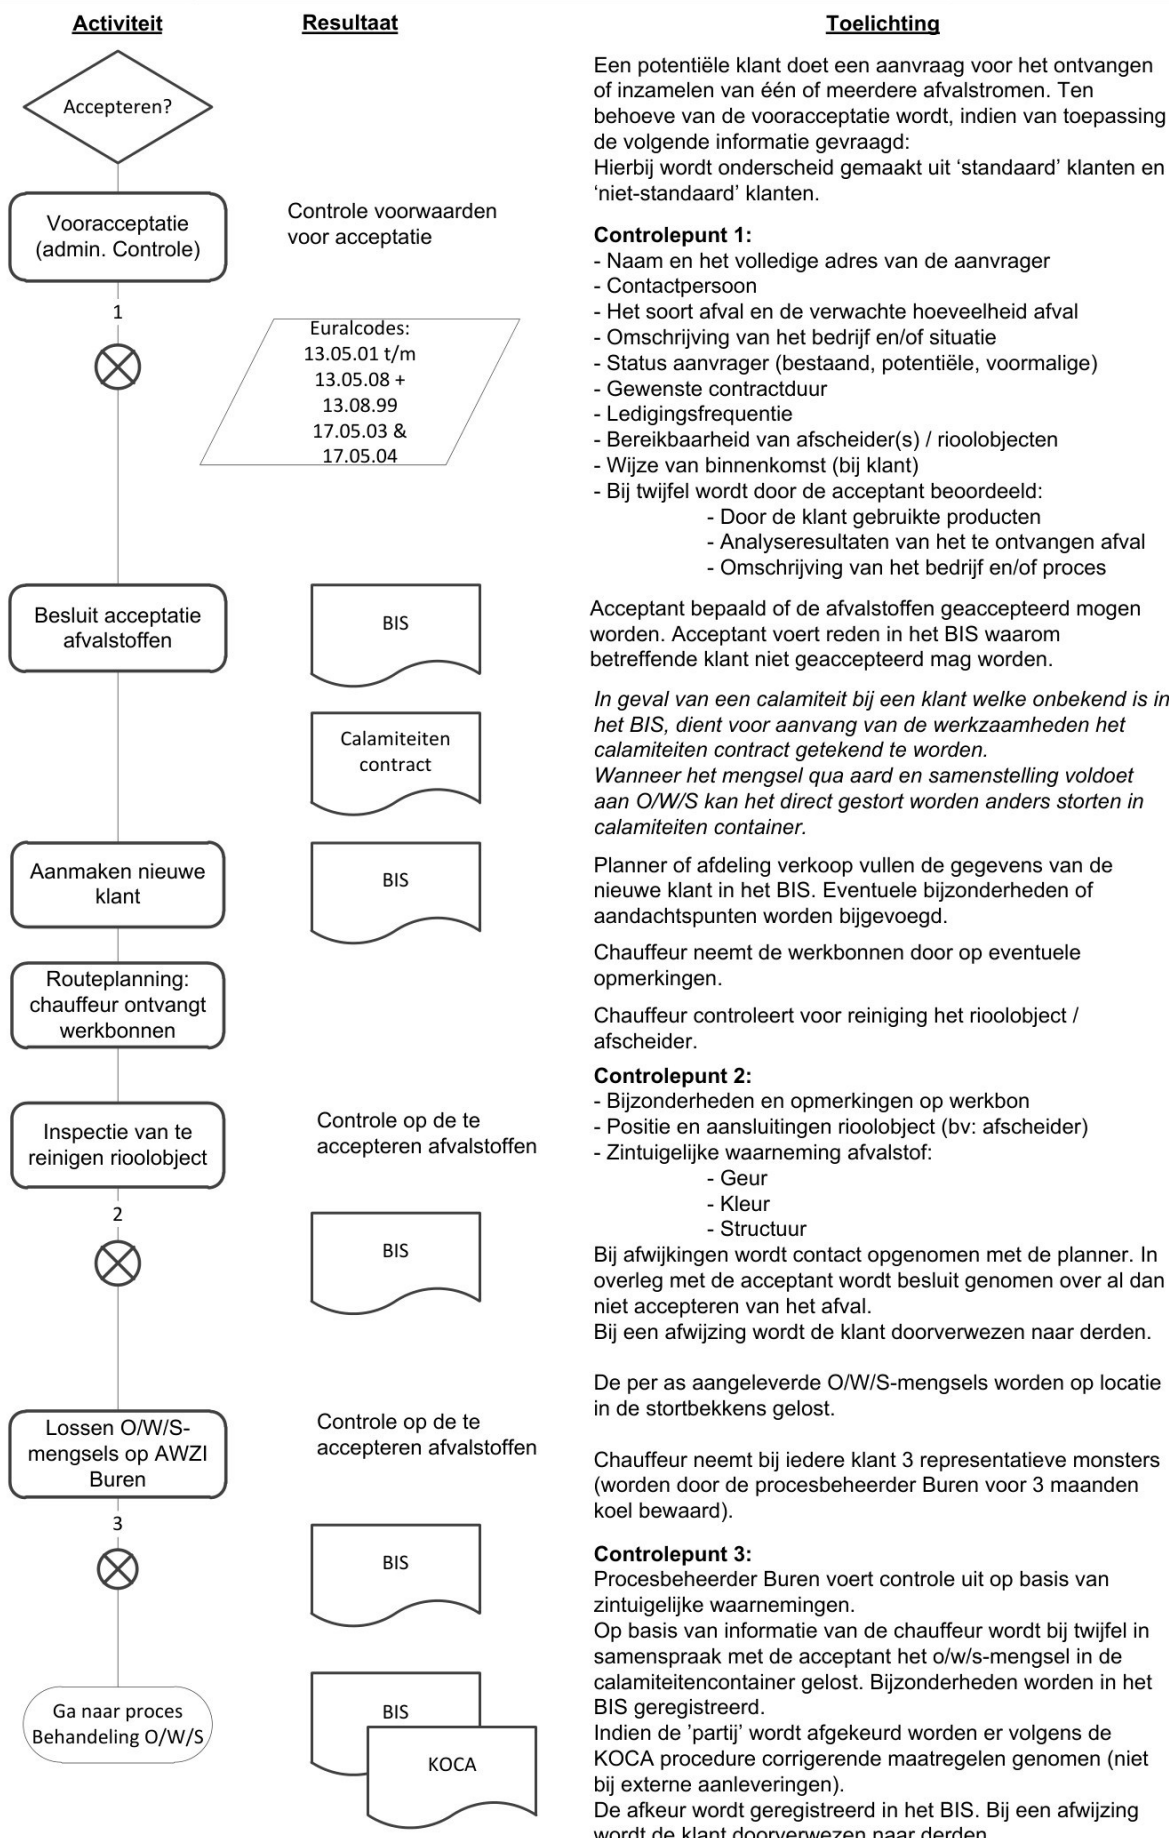 Activiteit
Resultaat
Toelichting
Accepteren?
Een potentiële klant doet een aanvraag voor het ontvangen
of inzamelen van één of meerdere afvalstromen. Ten
behoeve van de vooracceptatie wordt, indien van toepassing
de volgende informatie gevraagd:
Hierbij wordt onderscheid gemaakt uit ‘standaard’ klanten en
‘niet-standaard’ klanten.
Vooracceptatie
(admin. Controle)
Controle voorwaarden
voor acceptatie
1
Euralcodes:
13.05.01 t/m
13.05.08 +
13.08.99
17.05.03 &
17.05.04
Controlepunt 1:
- Naam en het volledige adres van de aanvrager
- Contactpersoon
- Het soort afval en de verwachte hoeveelheid afval
- Omschrijving van het bedrijf en/of situatie
- Status aanvrager (bestaand, potentiële, voormalige)
- Gewenste contractduur
- Ledigingsfrequentie
- Bereikbaarheid van afscheider(s) / rioolobjecten
- Wijze van binnenkomst (bij klant)
- Bij twijfel wordt door de acceptant beoordeeld:
- Door de klant gebruikte producten
- Analyseresultaten van het te ontvangen afval
- Omschrijving van het bedrijf en/of proces
Besluit acceptatie
afvalstoffen
BIS
Acceptant bepaald of de afvalstoffen geaccepteerd mogen
worden. Acceptant voert reden in het BIS waarom
betreffende klant niet geaccepteerd mag worden.
Calamiteiten
contract
In geval van een calamiteit bij een klant welke onbekend is in
het BIS, dient voor aanvang van de werkzaamheden het
calamiteiten contract getekend te worden.
Wanneer het mengsel qua aard en samenstelling voldoet
aan O/W/S kan het direct gestort worden anders storten in
calamiteiten container.
Aanmaken nieuwe
klant
BIS
Planner of afdeling verkoop vullen de gegevens van de
nieuwe klant in het BIS. Eventuele bijzonderheden of
aandachtspunten worden bijgevoegd.
Routeplanning:
chauffeur ontvangt
werkbonnen
Chauffeur neemt de werkbonnen door op eventuele
opmerkingen.
Chauffeur controleert voor reiniging het rioolobject /
afscheider.
Inspectie van te
reinigen rioolobject
Controle op de te
accepteren afvalstoffen
2
BIS
Controlepunt 2:
- Bijzonderheden en opmerkingen op werkbon
- Positie en aansluitingen rioolobject (bv: afscheider)
- Zintuigelijke waarneming afvalstof:
- Geur
- Kleur
- Structuur
Bij afwijkingen wordt contact opgenomen met de planner. In
overleg met de acceptant wordt besluit genomen over al dan
niet accepteren van het afval.
Bij een afwijzing wordt de klant doorverwezen naar derden.
Lossen O/W/S-
mengsels op AWZI
Buren
Controle op de te
accepteren afvalstoffen
De per as aangeleverde O/W/S-mengsels worden op locatie
in de stortbekkens gelost.
Chauffeur neemt bij iedere klant 3 representatieve monsters
(worden door de procesbeheerder Buren voor 3 maanden
koel bewaard).
3
BIS
Controlepunt 3:
Procesbeheerder Buren voert controle uit op basis van
zintuigelijke waarnemingen.
Op basis van informatie van de chauffeur wordt bij twijfel in
samenspraak met de acceptant het o/w/s-mengsel in de
calamiteitencontainer gelost. Bijzonderheden worden in het
BIS geregistreerd.
Indien de ’partij’ wordt afgekeurd worden er volgens de
KOCA procedure corrigerende maatregelen genomen (niet
bij externe aanleveringen).
De afkeur wordt geregistreerd in het BIS. Bij een afwijzing
wordt de klant doorverwezen naar derden.
Ga naar proces
Behandeling O/W/S
BIS
KOCA